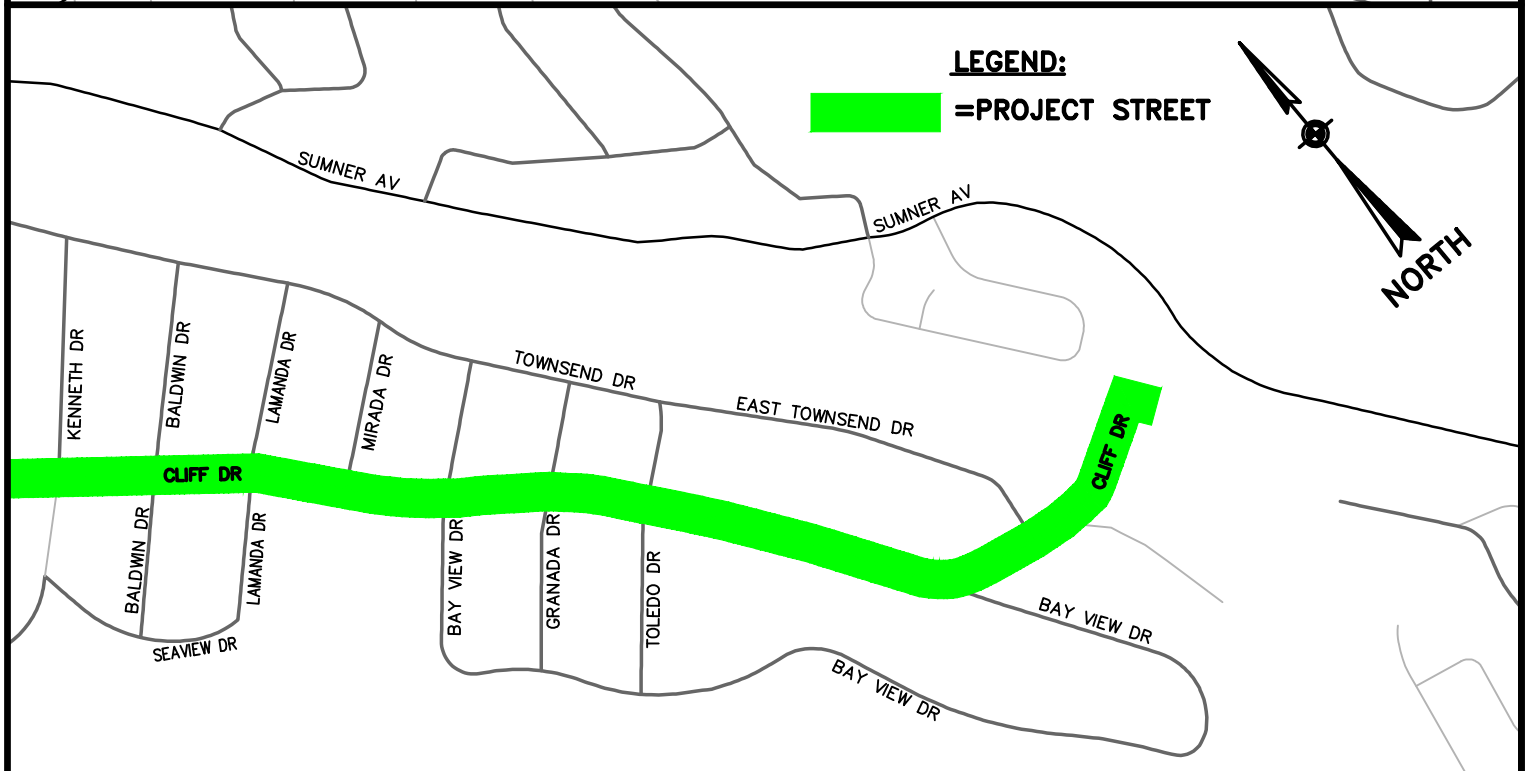 LEGEND:
=PROJECT STREET
NORTH
SUMNER AV
SUMNER AV
KENNETH DR
BALDWIN DR
LAMANDA DR
MIRADA DR
TOWNSEND DR
EAST TOWNSEND DR
CLIFF DR
CLIFF DR
BALDWIN DR
LAMANDA DR
SEAVIEW DR
BAY VIEW DR
GRANADA DR
TOLEDO DR
BAY VIEW DR
BAY VIEW DR